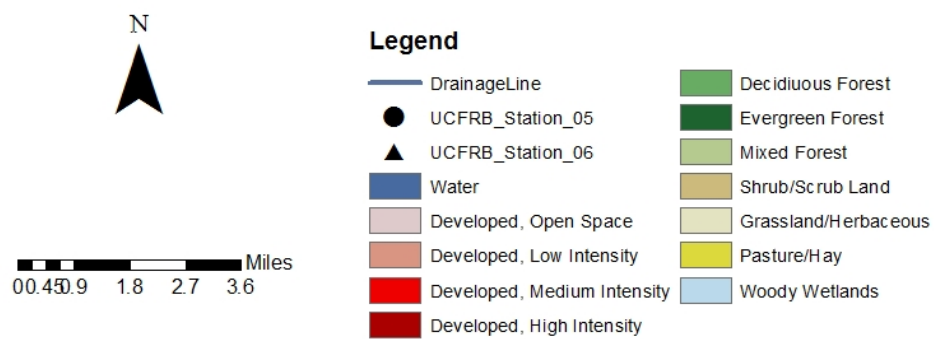 N
Legend
DrainageLine
UCFRB_Station_05
UCFRB_Station_06
Water
Developed, Open Space
Developed, Low Intensity
Developed, Medium Intensity
Developed, High Intensity
Decidiuous Forest
Evergreen Forest
Mixed Forest
Shrub/Scrub Land
Grassland/Herbaceous
Pasture/Hay
Woody Wetlands
Miles
00.450.9 1.8 2.7 3.6